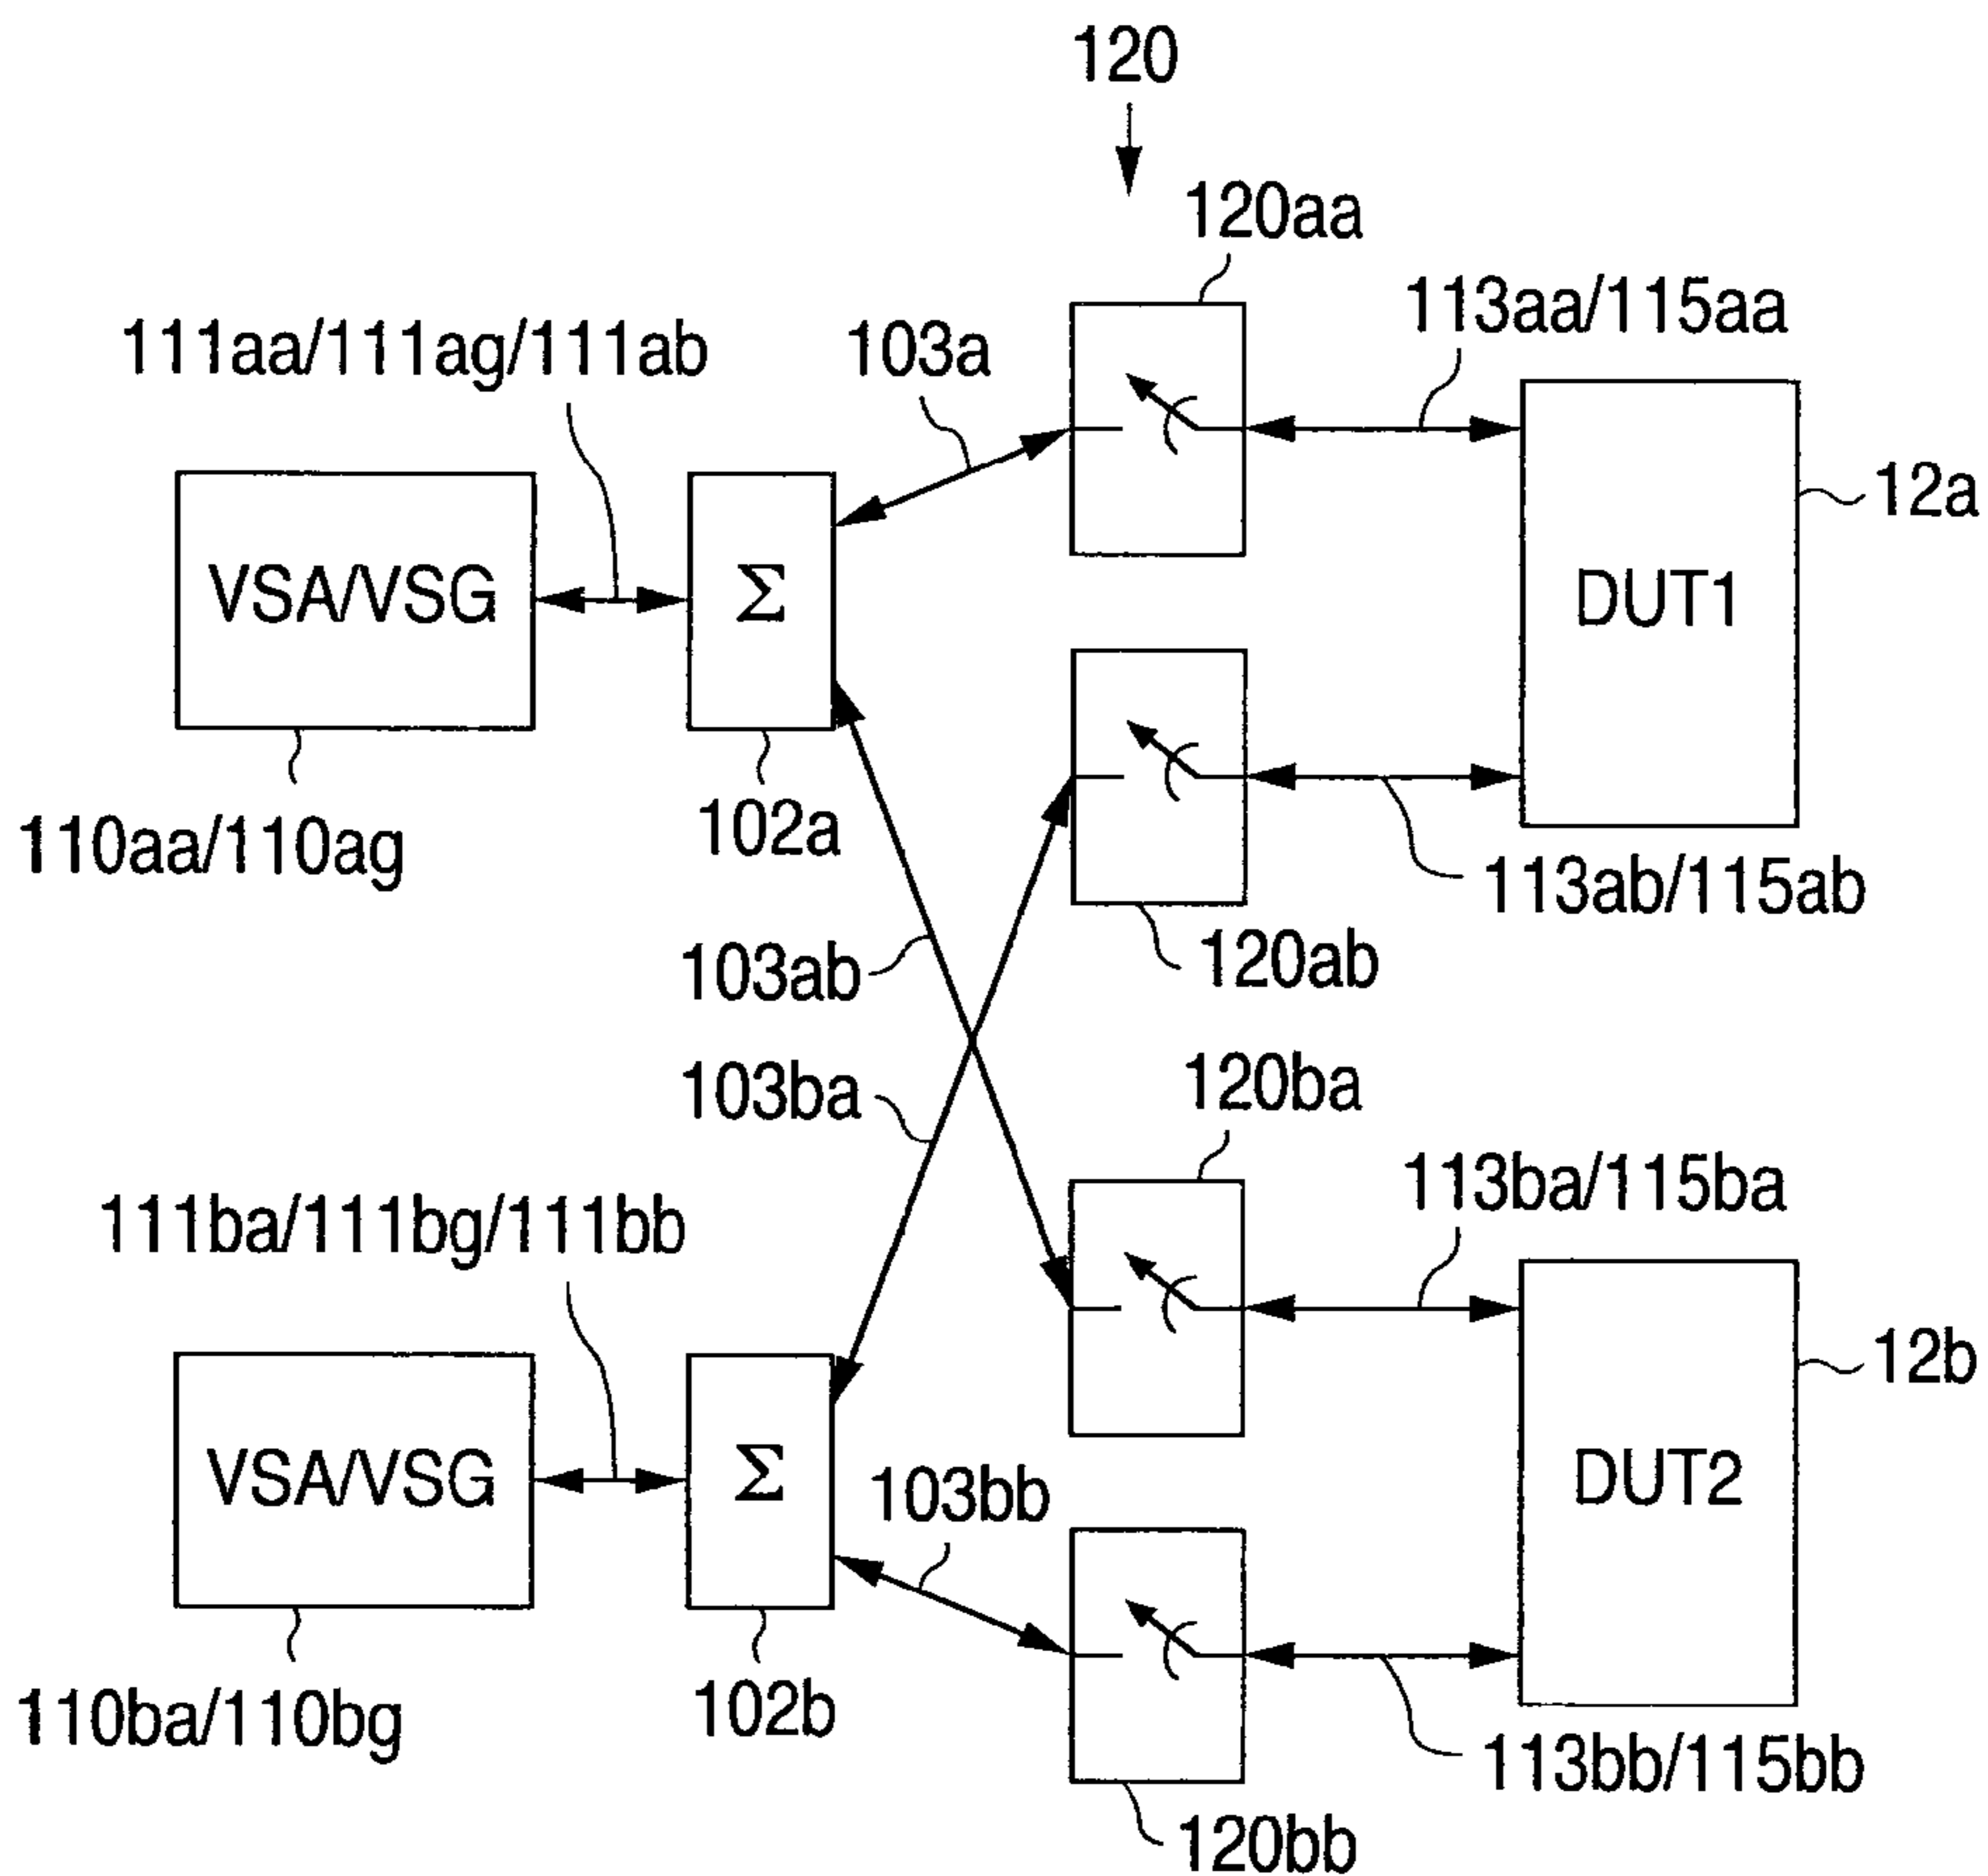 120
120aa
113aa/115aa
111aa/111ag/111ab
103a
12a
VSA/VSG
Σ
DUT1
110aa/110ag
102a
113ab/115ab
120ab
103ab
103ba
120ba
113ba/115ba
111ba/111bg/111bb
12b
VSA/VSG
Σ
103bb
DUT2
110ba/110bg
102b
113bb/115bb
120bb